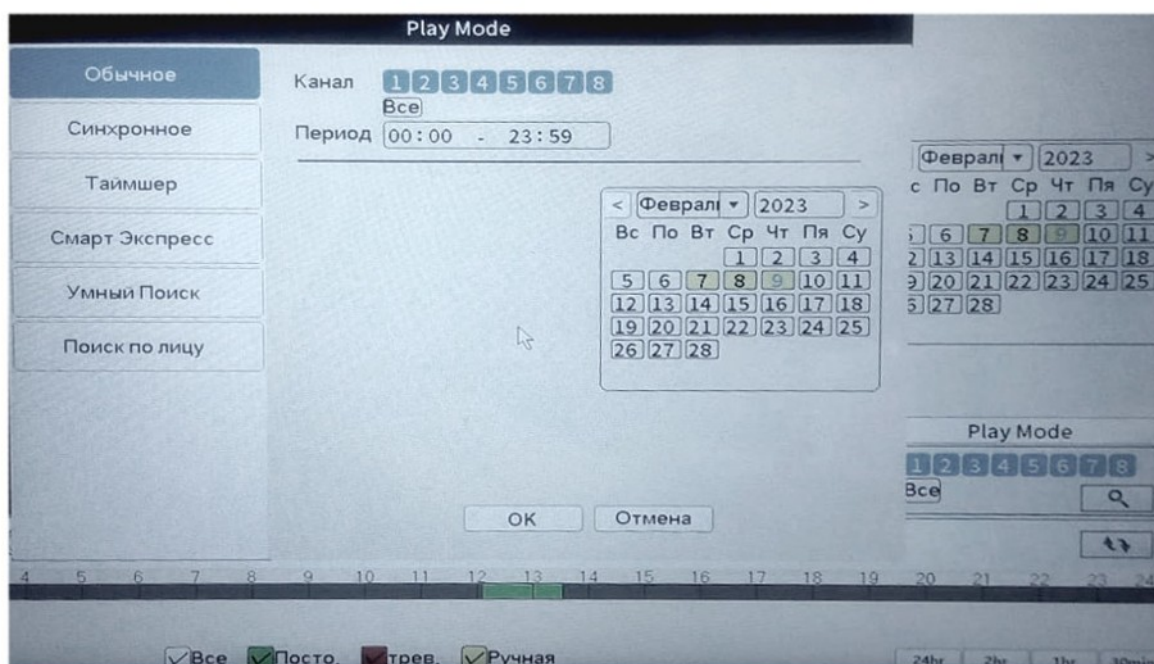 Play Mode
Обычное
Синхронное
Таймшер
Смарт Экспресс
Умный Поиск
Поиск по лицу
Канал 1 2 3 4 5 6 7 8
Все
Период 00:00 - 23:59
< Феврал 2023 >
Вс По Вт Ср Чт Пя Су
1 2 3 4
5 6 7 8 9 10 11
12 13 14 15 16 17 18
19 20 21 22 23 24 25
26 27 28
OK Отмена
Феврал 2023 >
с По Вт Ср Чт Пя Су
1 2 3 4
6 7 8 9 10 11
2 13 14 15 16 17 18
9 20 21 22 23 24 25
27 28
Play Mode
1 2 3 4 5 6 7 8
Все
4 5 6 7 8 9 10 11 12 13 14 15 16 17 18 19 20 21 22 23 24
Все Посто. трев. Ручная
24hr 2hr 1hr 30min